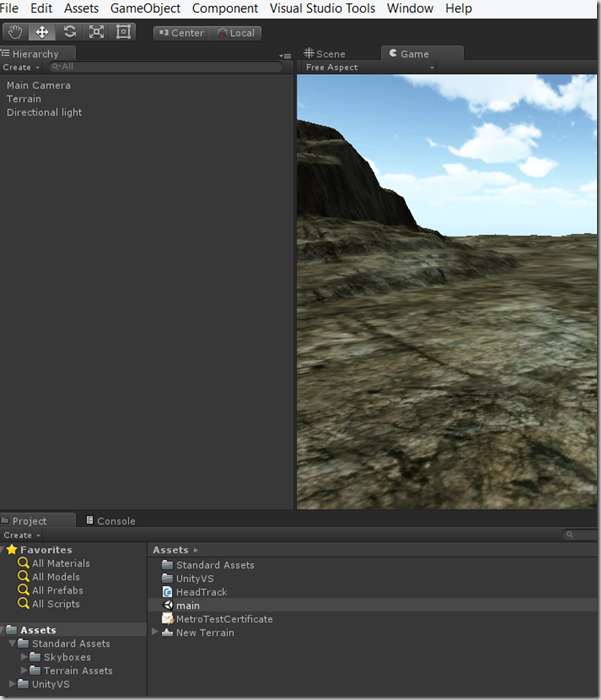 File Edit Assets GameObject Component Visual Studio Tools Window Help
Center Local
Hierarchy
Create All
Main Camera
Terrain
Directional light
Scene Game
Free Aspect
Project Console
Create
Favorites
All Materials
All Models
All Prefabs
All Scripts
Assets
Standard Assets
Skyboxes
Terrain Assets
UnityVS
Assets
Standard Assets
UnityVS
HeadTrack
main
MetroTestCertificate
New Terrain